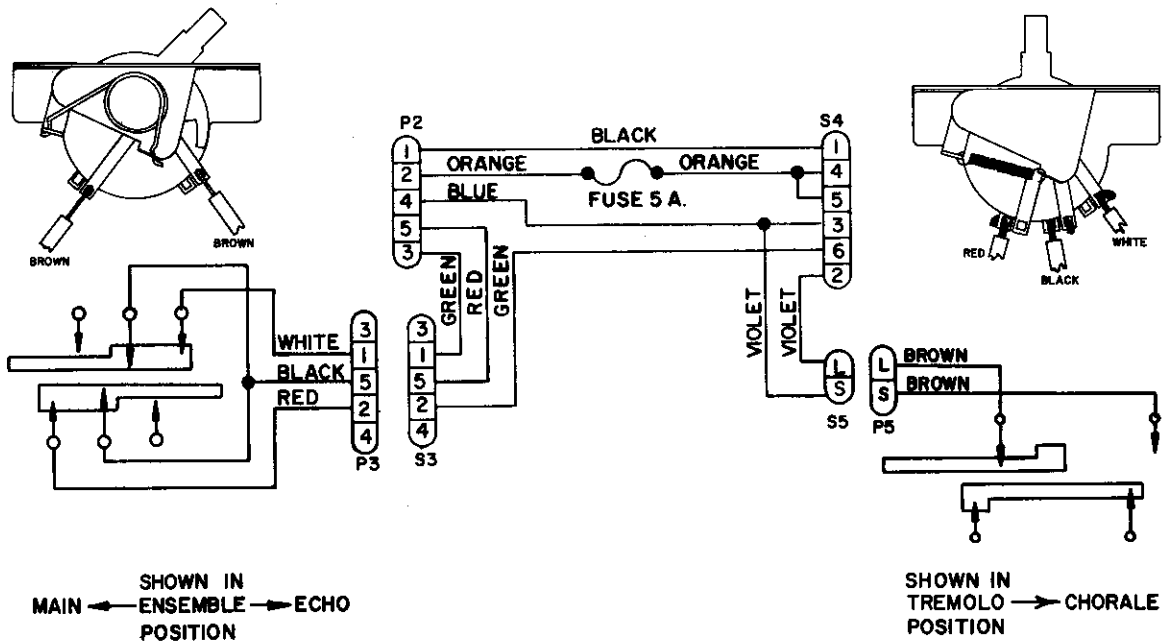 BROWN
BROWN
RED
BLACK
WHITE
P2
1
2
4
5
3
BLACK
ORANGE
ORANGE
FUSE 5 A.
BLUE
GREEN
RED
GREEN
VIOLET
VIOLET
S4
1
4
5
3
6
2
WHITE
BLACK
RED
3
1
5
2
4
P3
3
1
5
2
4
S3
L
S
S5
L
S
P5
BROWN
BROWN
SHOWN IN
MAIN ENSEMBLE ECHO
POSITION
SHOWN IN
TREMOLO CHORALE
POSITION